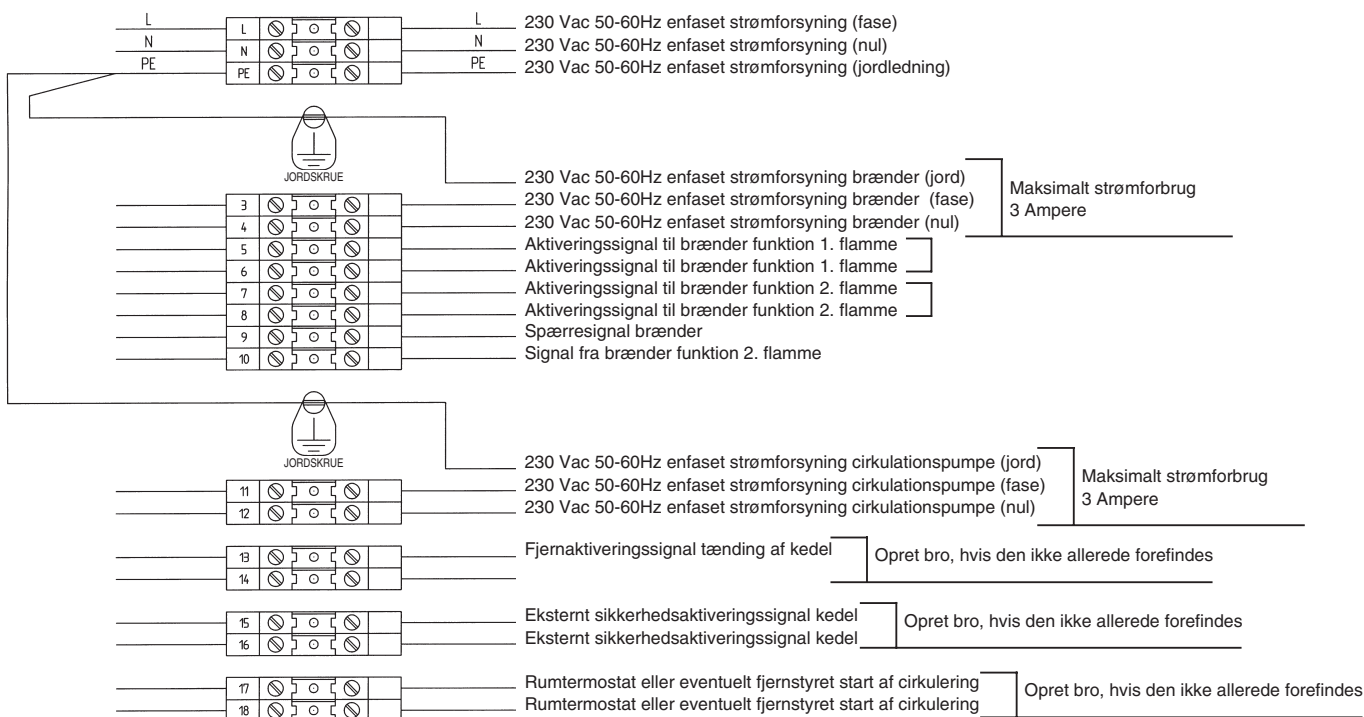 L L L 230 Vac 50-60Hz enfaset strømforsyning (fase)
N N N 230 Vac 50-60Hz enfaset strømforsyning (nul)
PE PE PE 230 Vac 50-60Hz enfaset strømforsyning (jordledning)
JORDSKRUE
230 Vac 50-60Hz enfaset strømforsyning brænder (jord)
3 230 Vac 50-60Hz enfaset strømforsyning brænder (fase)
4 230 Vac 50-60Hz enfaset strømforsyning brænder (nul)
Maksimalt strømforbrug
3 Ampere
5 Aktiveringssignal til brænder funktion 1. flamme
6 Aktiveringssignal til brænder funktion 1. flamme
7 Aktiveringssignal til brænder funktion 2. flamme
8 Aktiveringssignal til brænder funktion 2. flamme
9 Spærresignal brænder
10 Signal fra brænder funktion 2. flamme
JORDSKRUE
230 Vac 50-60Hz enfaset strømforsyning cirkulationspumpe (jord)
11 230 Vac 50-60Hz enfaset strømforsyning cirkulationspumpe (fase)
12 230 Vac 50-60Hz enfaset strømforsyning cirkulationspumpe (nul)
Maksimalt strømforbrug
3 Ampere
13 Fjernaktiveringssignal tænding af kedel
14
Opret bro, hvis den ikke allerede forefindes
15 Eksternt sikkerhedsaktiveringssignal kedel
16 Eksternt sikkerhedsaktiveringssignal kedel
Opret bro, hvis den ikke allerede forefindes
17 Rumtermostat eller eventuelt fjernstyret start af cirkulering
18 Rumtermostat eller eventuelt fjernstyret start af cirkulering
Opret bro, hvis den ikke allerede forefindes